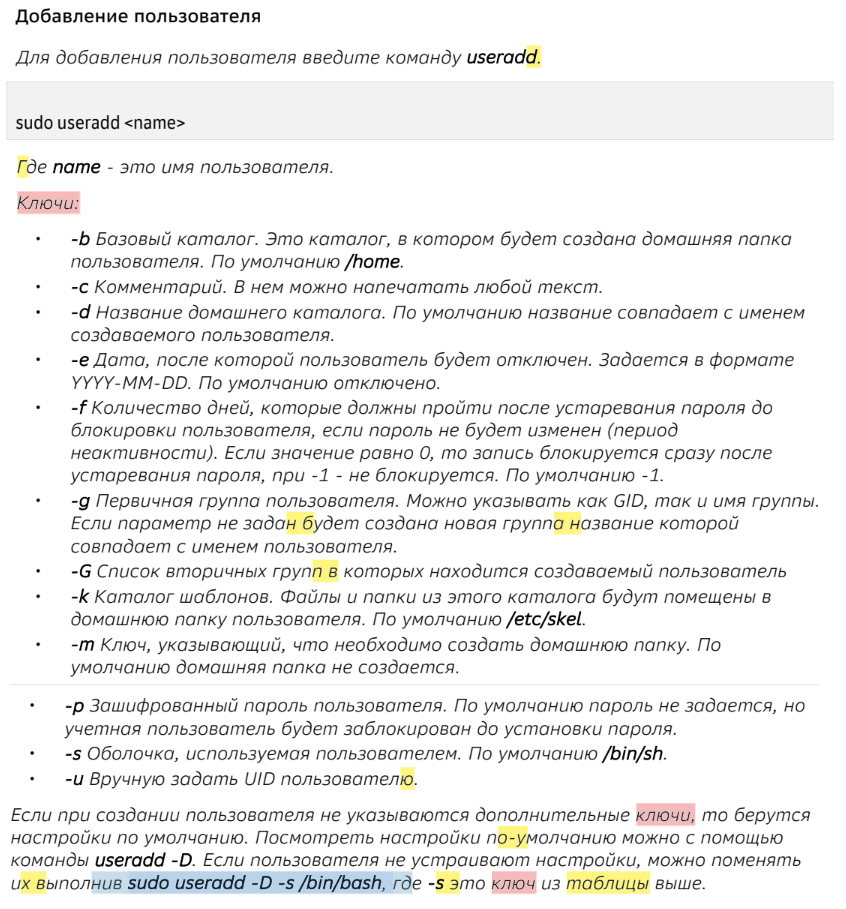 Добавление пользователя
Для добавления пользователя введите команду useradd.
sudo useradd <name>
Где name - это имя пользователя.
Ключи:
• -b Базовый каталог. Это каталог, в котором будет создана домашняя папка
пользователя. По умолчанию /home.
• -c Комментарий. В нем можно напечатать любой текст.
• -d Название домашнего каталога. По умолчанию название совпадает с именем
создаваемого пользователя.
• -e Дата, после которой пользователь будет отключен. Задается в формате
YYYY-MM-DD. По умолчанию отключено.
• -f Количество дней, которые должны пройти после устаревания пароля до
блокировки пользователя, если пароль не будет изменен (период
неактивности). Если значение равно 0, то запись блокируется сразу после
устаревания пароля, при -1 - не блокируется. По умолчанию -1.
• -g Первичная группа пользователя. Можно указывать как GID, так и имя группы.
Если параметр не задан будет создана новая группа название которой
совпадает с именем пользователя.
• -G Список вторичных групп в которых находится создаваемый пользователь
• -k Каталог шаблонов. Файлы и папки из этого каталога будут помещены в
домашнюю папку пользователя. По умолчанию /etc/skel.
• -m Ключ, указывающий, что необходимо создать домашнюю папку. По
умолчанию домашняя папка не создается.
• -p Зашифрованный пароль пользователя. По умолчанию пароль не задается, но
учетная пользователь будет заблокирован до установки пароля.
• -s Оболочка, используемая пользователем. По умолчанию /bin/sh.
• -u Вручную задать UID пользователю.
Если при создании пользователя не указываются дополнительные ключи, то берутся
настройки по умолчанию. Посмотреть настройки по-умолчанию можно с помощью
команды useradd -D. Если пользователя не устраивают настройки, можно поменять
их выполнив sudo useradd -D -s /bin/bash, где -s это ключ из таблицы выше.